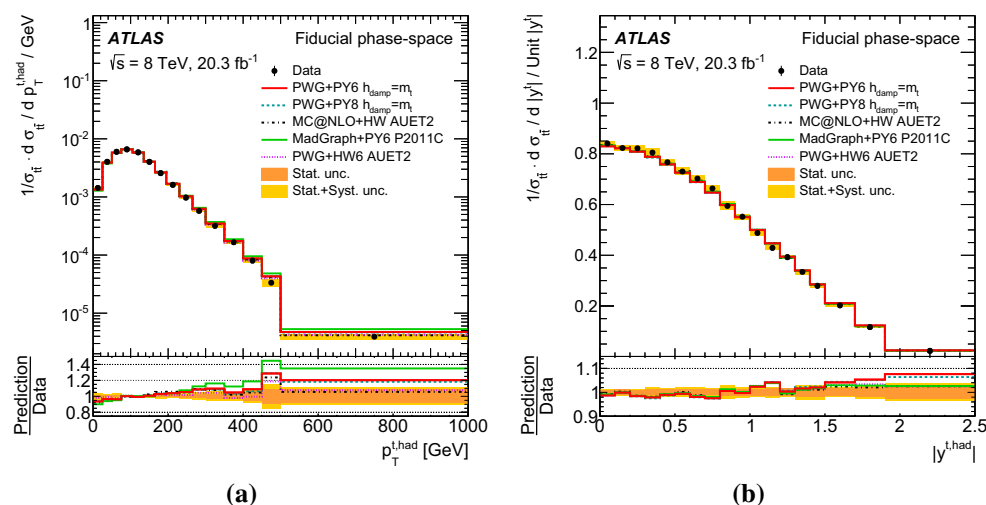 ATLAS Fiducial phase-space
√s = 8 TeV, 20.3 fb⁻¹
Data
PWG+PY6 h_damp=m_t
PWG+PY8 h_damp=m_t
MC@NLO+HW AUET2
MadGraph+PY6 P2011C
PWG+HW6 AUET2
Stat. unc.
Stat.+Syst. unc.
1/σ_tt̄ · d σ_tt̄ / d p_T^t,had / GeV
1
10⁻¹
10⁻²
10⁻³
10⁻⁴
10⁻⁵
Prediction
Data
1.4
1.2
1
0.8
0 200 400 600 800 1000
p_T^t,had [GeV]
(a)
ATLAS Fiducial phase-space
√s = 8 TeV, 20.3 fb⁻¹
Data
PWG+PY6 h_damp=m_t
PWG+PY8 h_damp=m_t
MC@NLO+HW AUET2
MadGraph+PY6 P2011C
PWG+HW6 AUET2
Stat. unc.
Stat.+Syst. unc.
1/σ_tt̄ · d σ_tt̄ / d |y^t| / Unit |y^t|
1.2
1
0.8
0.6
0.4
0.2
Prediction
Data
1.1
1
0.9
0 0.5 1 1.5 2 2.5
|y^t,had|
(b)